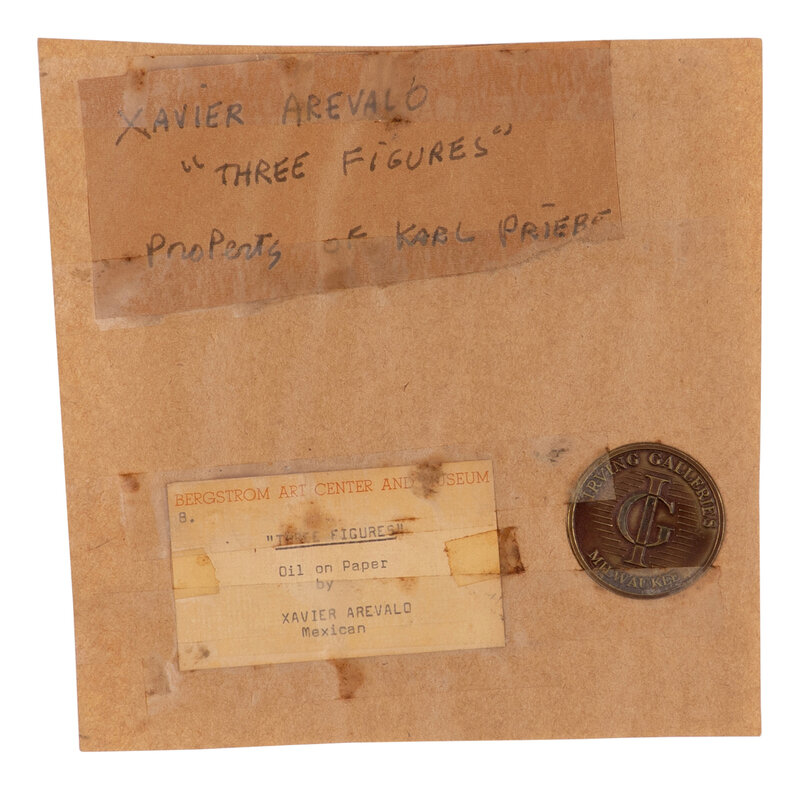 XAVIER AREVALO
"THREE FIGURES"
PRoPerty of KARL PRIEBE
BERGSTROM ART CENTER AND MUSEUM
8.
"THREE FIGURES"
Oil on Paper
by
XAVIER AREVALO
Mexican
IRVING GALLERIES
IG
MILWAUKEE